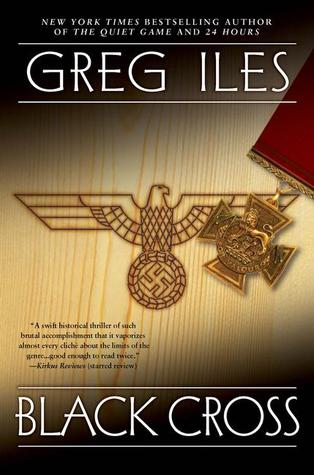 NEW YORK TIMES BESTSELLING AUTHOR
OF THE QUIET GAME AND 24 HOURS
GREG ILES
"A swift historical thriller of such
brutal accomplishment that it vaporizes
almost every cliché about the limits of the
genre...good enough to read twice."
—Kirkus Reviews (starred review)
BLACK CROSS